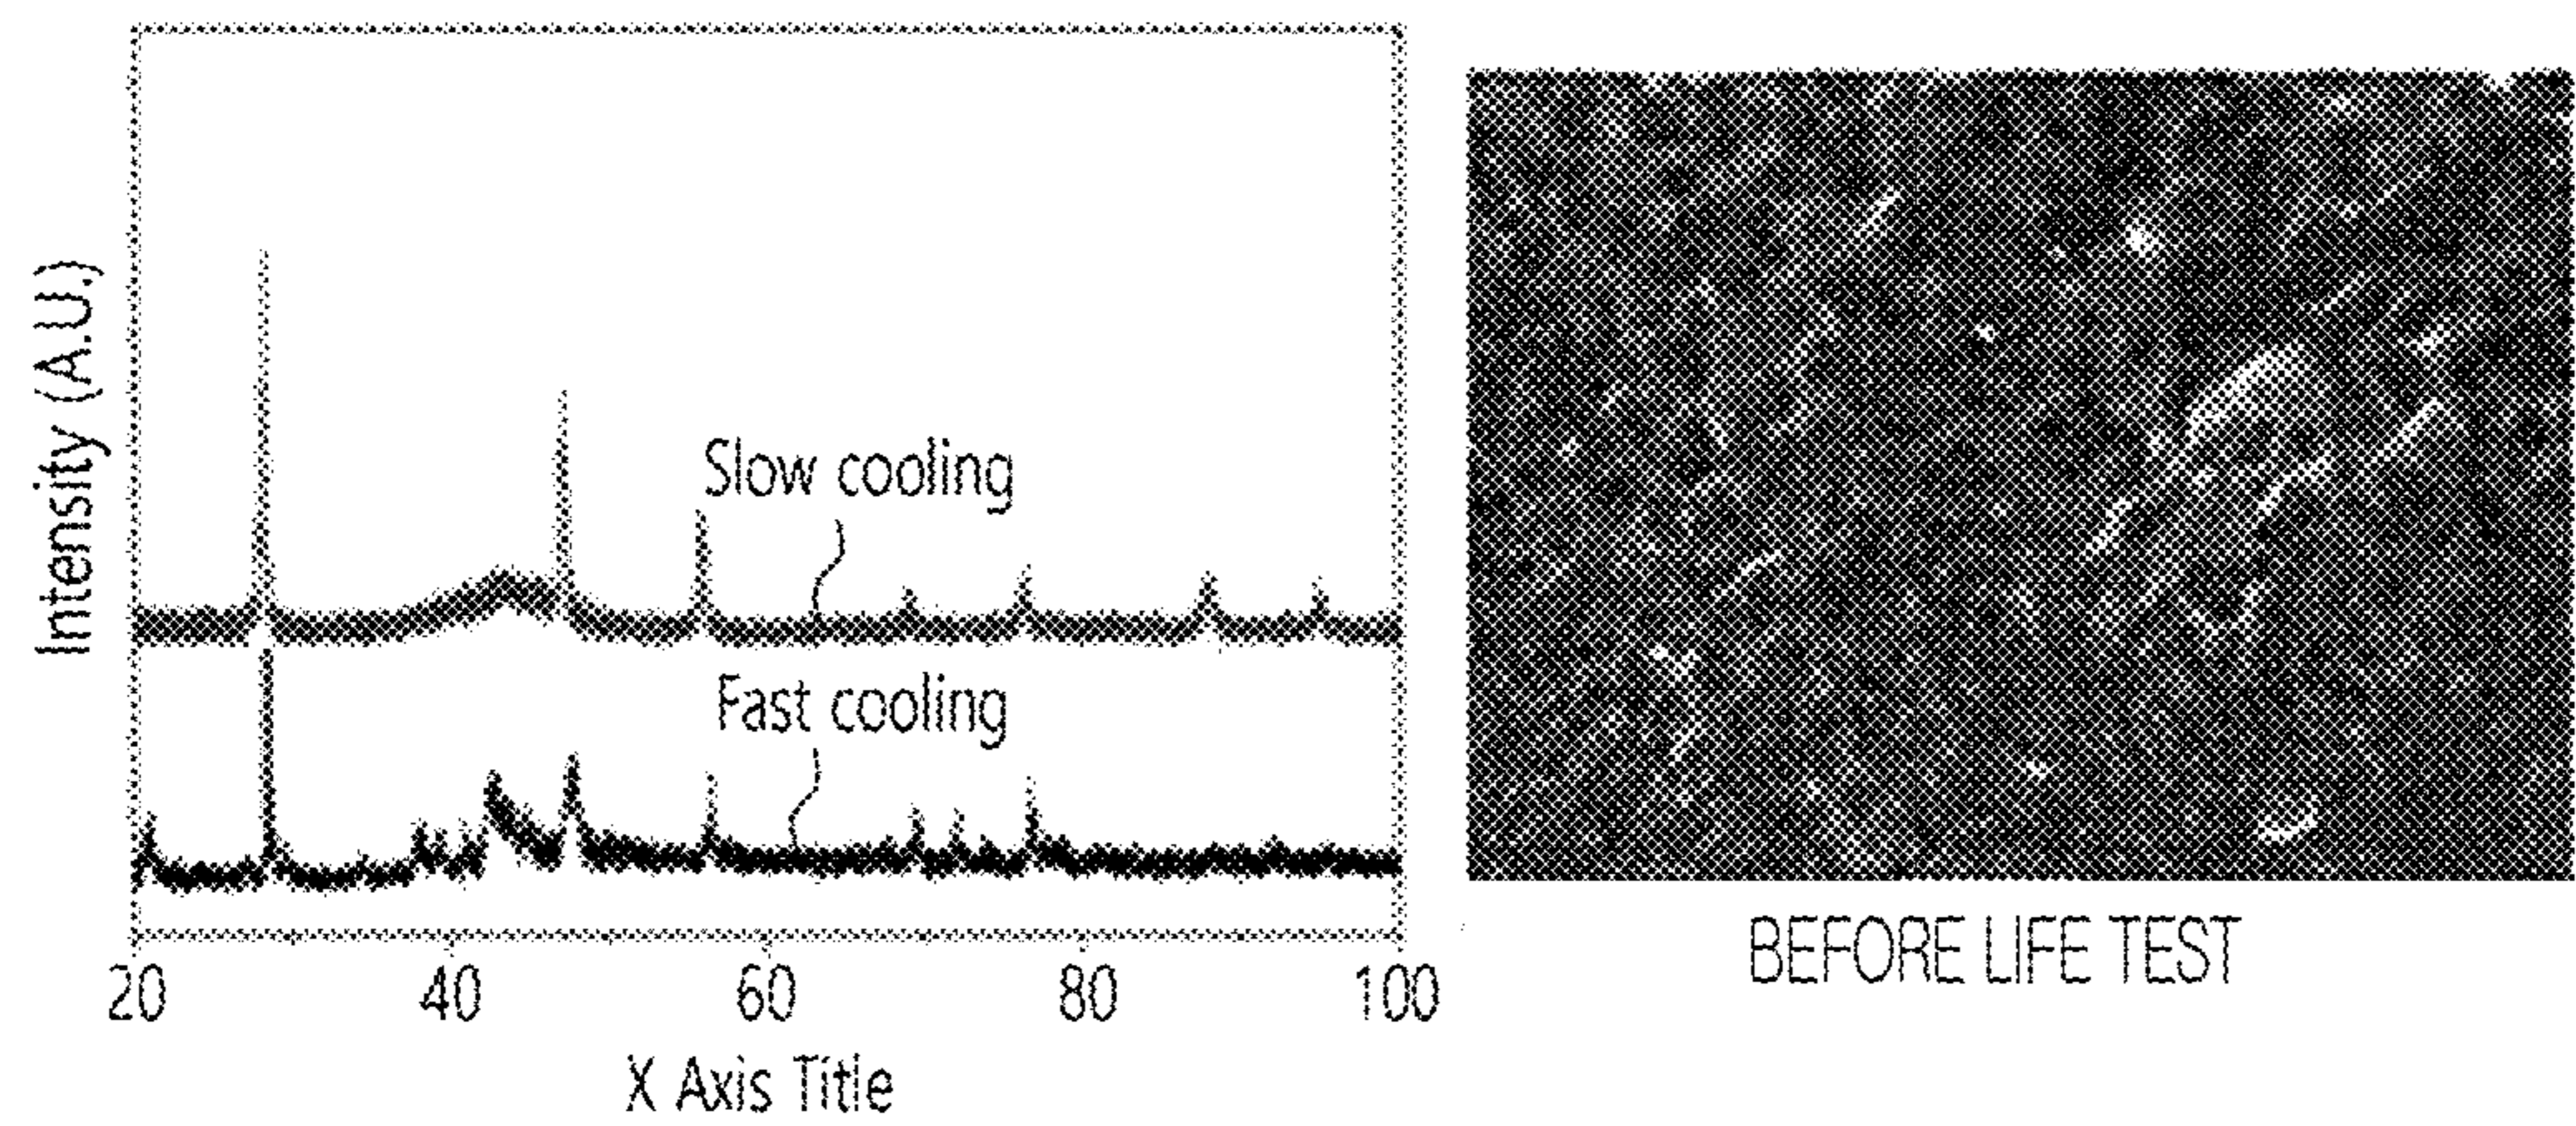 Intensity (A.U.)
Slow cooling
Fast cooling
20 40 60 80 100
X Axis Title
BEFORE LIFE TEST